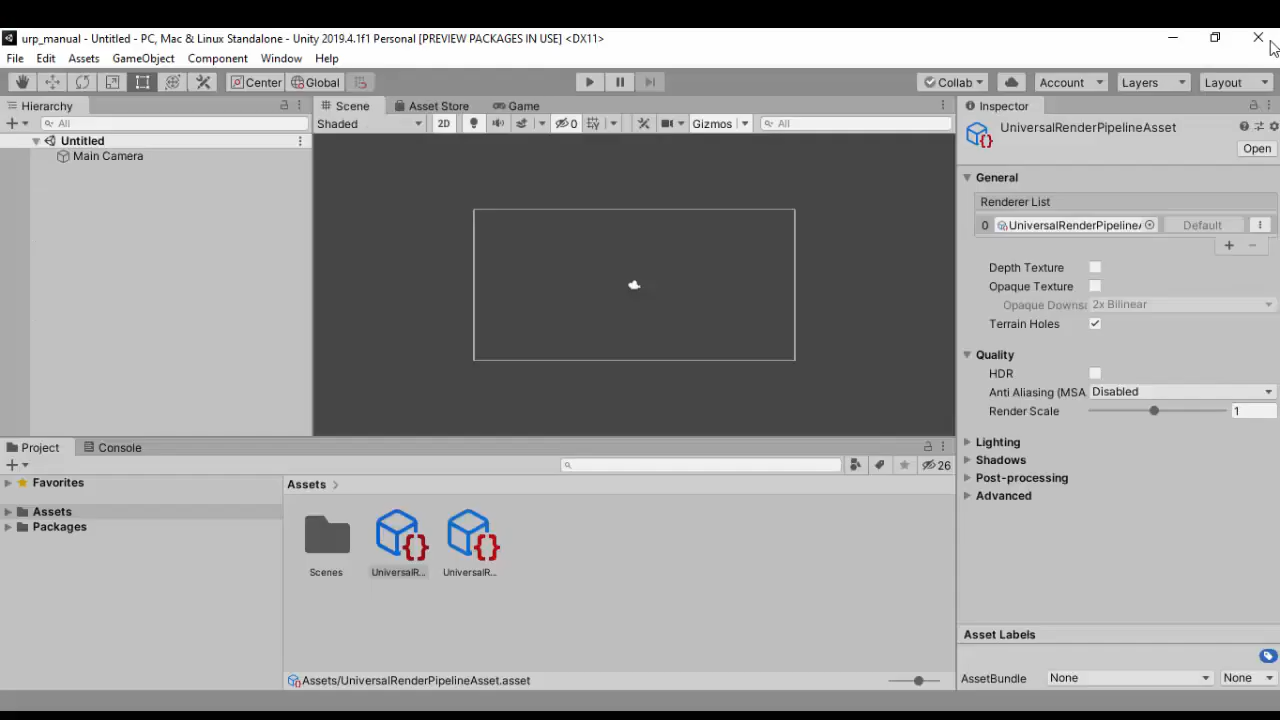 urp_manual - Untitled - PC, Mac & Linux Standalone - Unity 2019.4.1f1 Personal [PREVIEW PACKAGES IN USE] <DX11>
File Edit Assets GameObject Component Window Help
Center Global Collab Account Layers Layout
Hierarchy
All
Untitled
Main Camera
Scene Asset Store Game
Shaded 2D 0 Gizmos All
Inspector
UniversalRenderPipelineAsset
Open
General
Renderer List
0 UniversalRenderPipelineA Default
+ −
Depth Texture
Opaque Texture
Opaque Downsa 2x Bilinear
Terrain Holes
Quality
HDR
Anti Aliasing (MSA Disabled
Render Scale 1
Lighting
Shadows
Post-processing
Advanced
Project Console
26
Favorites
Assets
Packages
Assets
Scenes UniversalR... UniversalR...
Assets/UniversalRenderPipelineAsset.asset
Asset Labels
AssetBundle None None